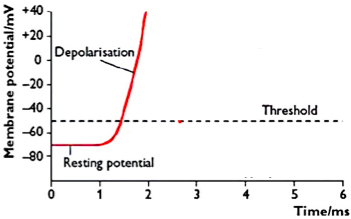 Membrane potential/mV
+40
+20
0
-20
-40
-60
-80
Depolarisation
Threshold
Resting potential
0 1 2 3 4 5 6
Time/ms